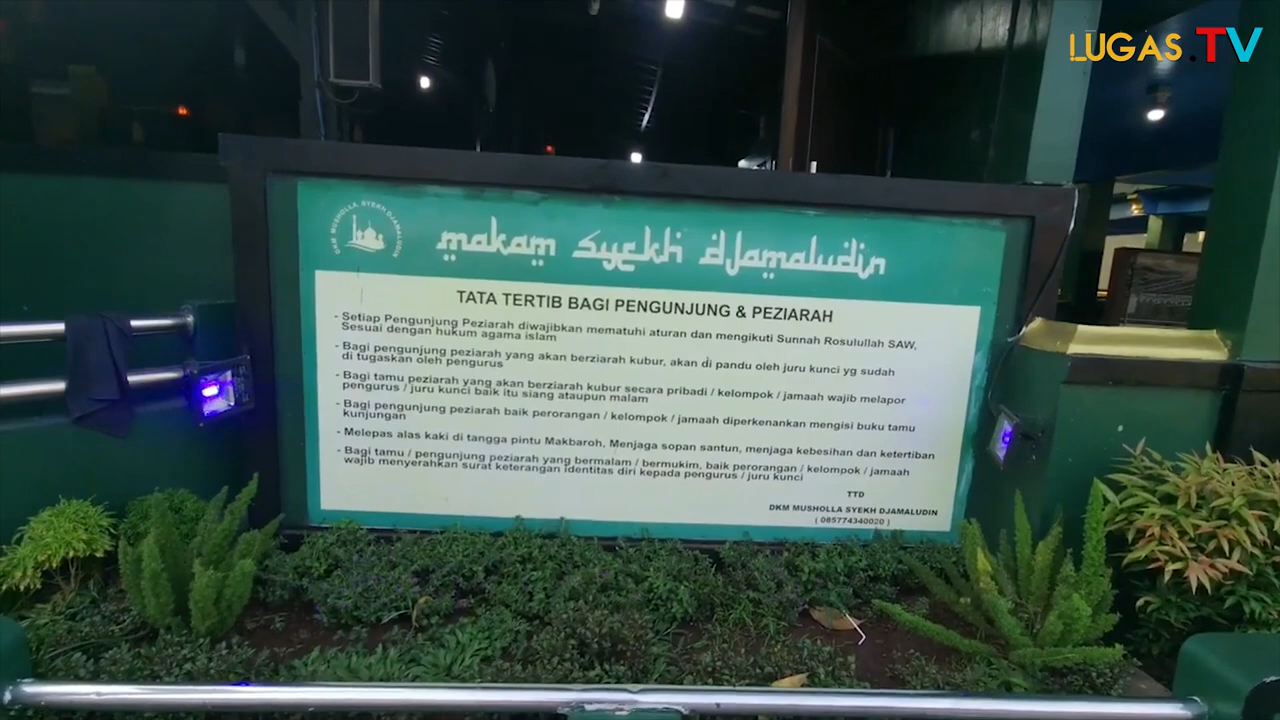 LUGAS.TV
DKM MUSHOLLA SYEKH DJAMALUDIN
makam syekh djamaludin
TATA TERTIB BAGI PENGUNJUNG & PEZIARAH
- Setiap Pengunjung Peziarah diwajibkan mematuhi aturan dan mengikuti Sunnah Rosulullah SAW,
Sesuai dengan hukum agama islam
- Bagi pengunjung peziarah yang akan berziarah kubur, akan di pandu oleh juru kunci yg sudah
di tugaskan oleh pengurus
- Bagi tamu peziarah yang akan berziarah kubur secara pribadi / kelompok / jamaah wajib melapor
pengurus / juru kunci baik itu siang ataupun malam
- Bagi pengunjung peziarah baik perorangan / kelompok / jamaah diperkenankan mengisi buku tamu
kunjungan
- Melepas alas kaki di tangga pintu Makbaroh, Menjaga sopan santun, menjaga kebesihan dan ketertiban
- Bagi tamu / pengunjung peziarah yang bermalam / bermukim, baik perorangan / kelompok / jamaah
wajib menyerahkan surat keterangan identitas diri kepada pengurus / juru kunci
TTD
DKM MUSHOLLA SYEKH DJAMALUDIN
( 085774340020 )